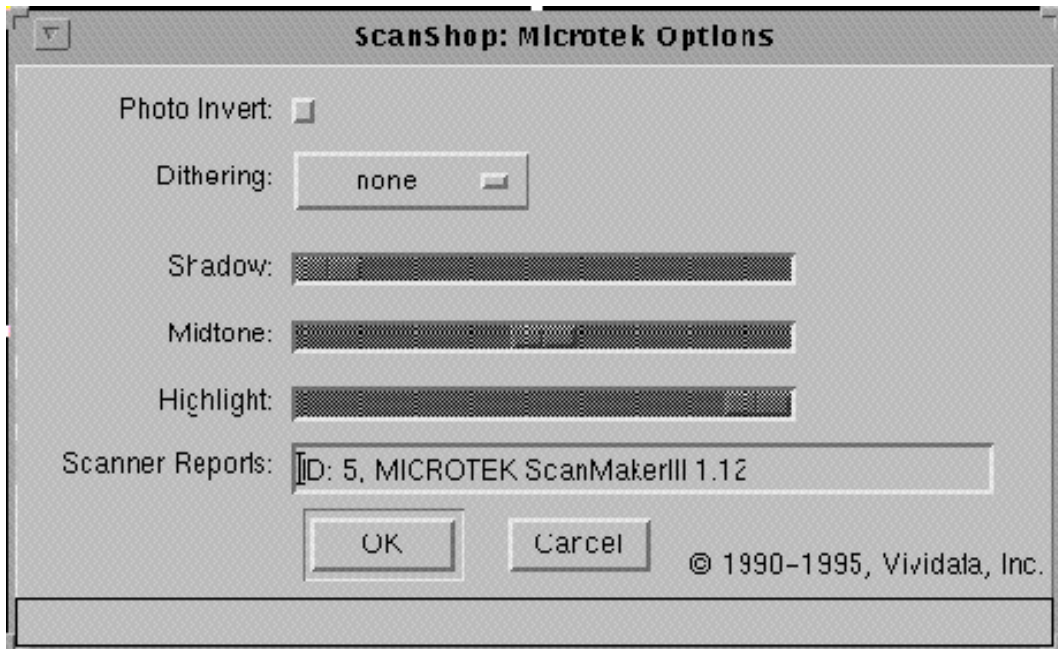 ScanShop: Microtek Options
Photo Invert:
Dithering: none
Shadow:
Midtone:
Highlight:
Scanner Reports: ID: 5, MICROTEK ScanMakerIII 1.12
OK Cancel
© 1990-1995, Vividata, Inc.